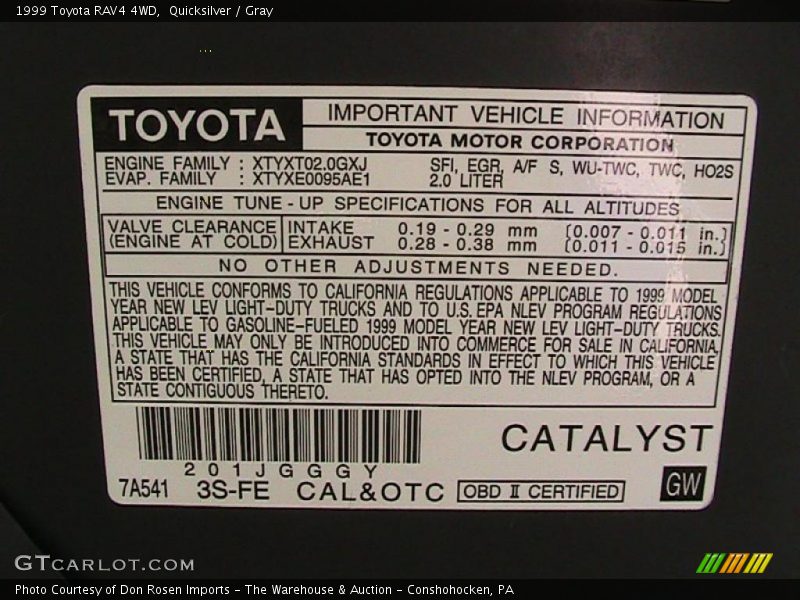 1999 Toyota RAV4 4WD, Quicksilver / Gray
TOYOTA
IMPORTANT VEHICLE INFORMATION
TOYOTA MOTOR CORPORATION
ENGINE FAMILY : XTYXT02.0GXJ SFI, EGR, A/F S, WU-TWC, TWC, HO2S
EVAP. FAMILY : XTYXE0095AE1 2.0 LITER
ENGINE TUNE - UP SPECIFICATIONS FOR ALL ALTITUDES
VALVE CLEARANCE INTAKE 0.19 - 0.29 mm (0.007 - 0.011 in.)
(ENGINE AT COLD) EXHAUST 0.28 - 0.38 mm (0.011 - 0.015 in.)
NO OTHER ADJUSTMENTS NEEDED.
THIS VEHICLE CONFORMS TO CALIFORNIA REGULATIONS APPLICABLE TO 1999 MODEL
YEAR NEW LEV LIGHT-DUTY TRUCKS AND TO U.S. EPA NLEV PROGRAM REGULATIONS
APPLICABLE TO GASOLINE-FUELED 1999 MODEL YEAR NEW LEV LIGHT-DUTY TRUCKS.
THIS VEHICLE MAY ONLY BE INTRODUCED INTO COMMERCE FOR SALE IN CALIFORNIA,
A STATE THAT HAS THE CALIFORNIA STANDARDS IN EFFECT TO WHICH THIS VEHICLE
HAS BEEN CERTIFIED, A STATE THAT HAS OPTED INTO THE NLEV PROGRAM, OR A
STATE CONTIGUOUS THERETO.
CATALYST
201JGGGY
7A541 3S-FE CAL&OTC OBD II CERTIFIED GW
GTCARLOT.COM
Photo Courtesy of Don Rosen Imports - The Warehouse & Auction - Conshohocken, PA